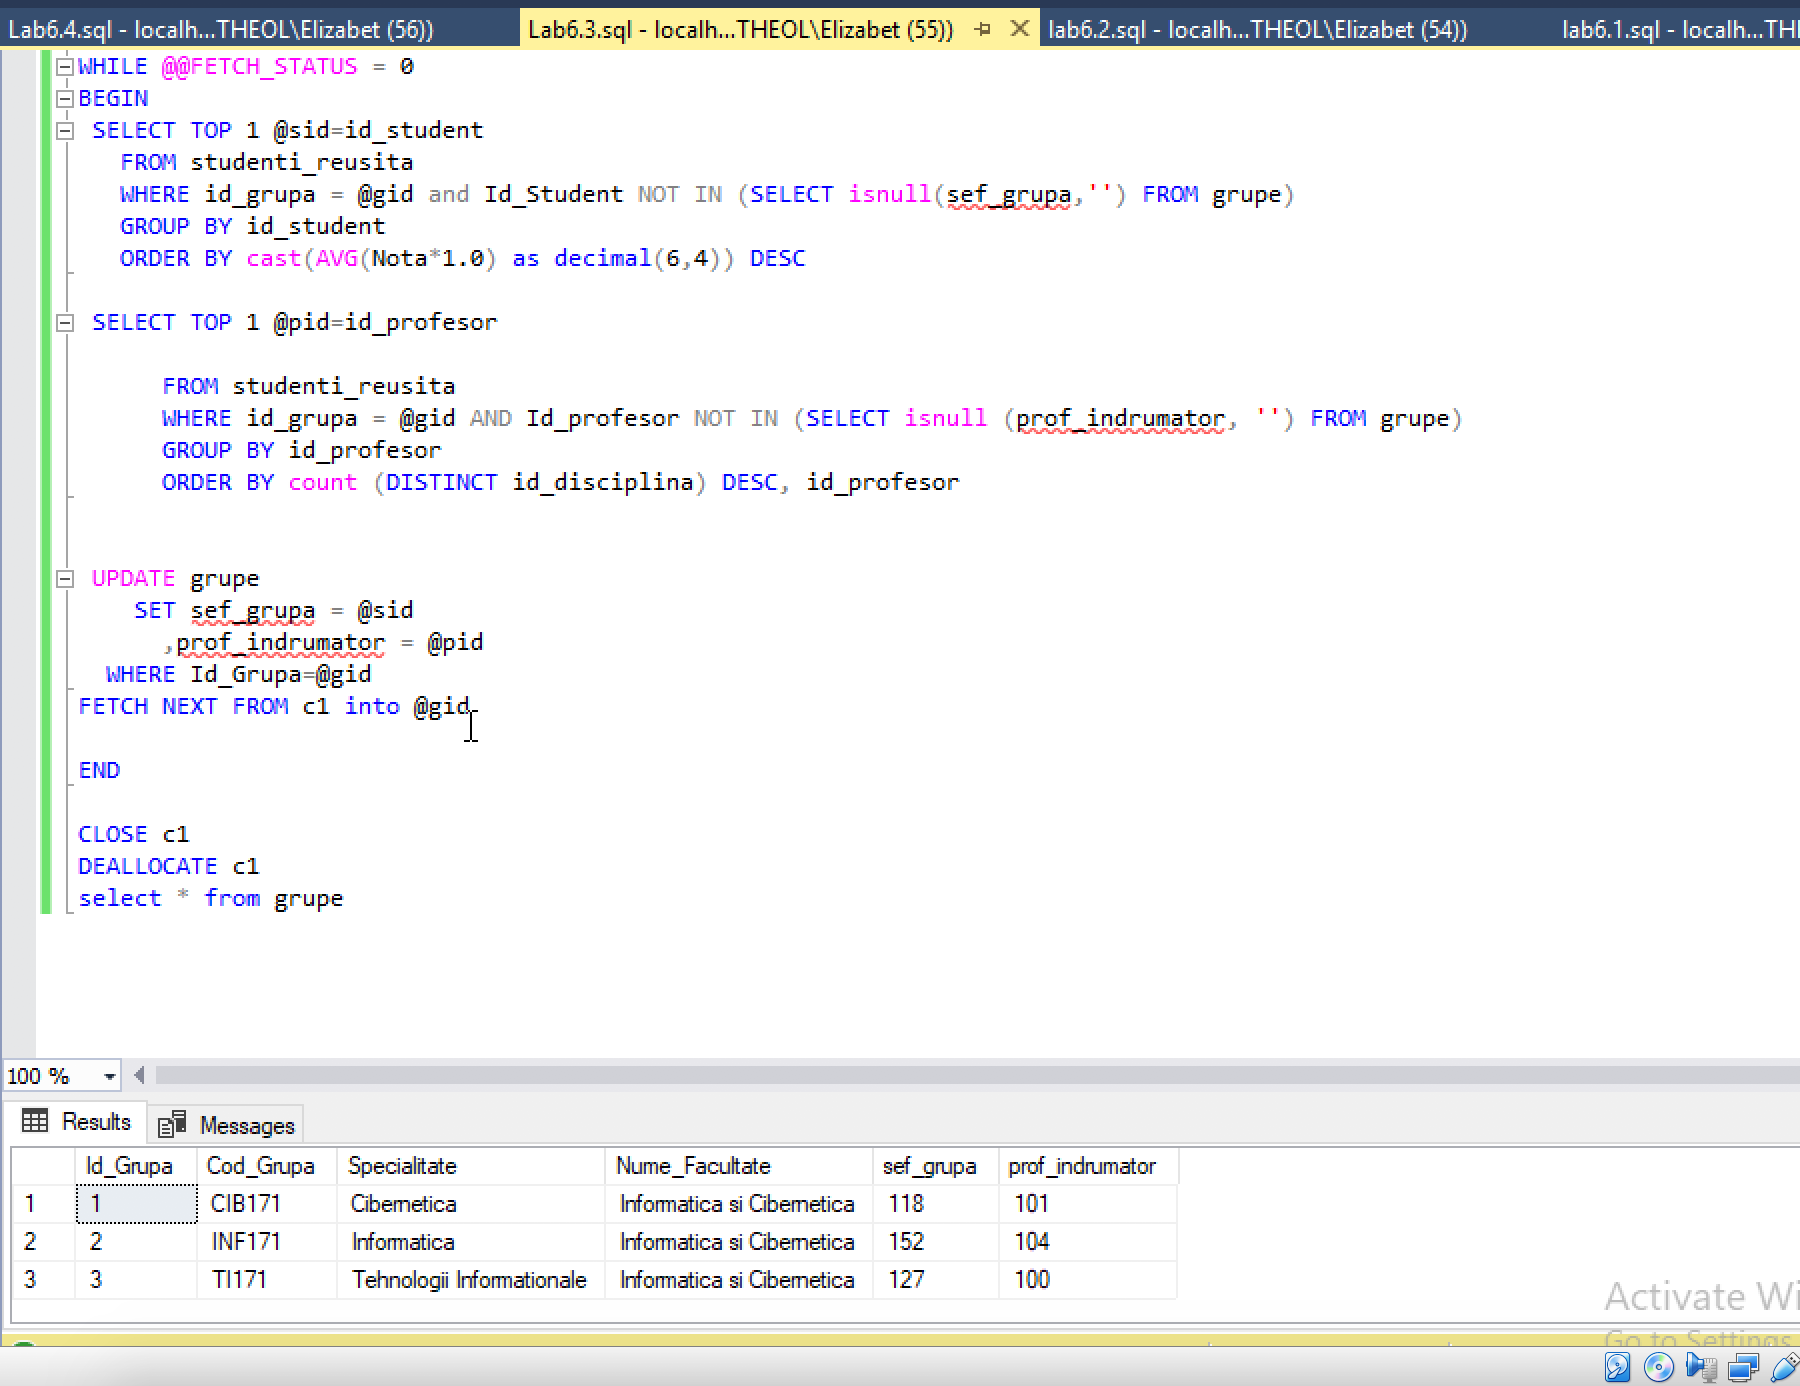 Lab6.4.sql - localh...THEOL\Elizabet (56))
Lab6.3.sql - localh...THEOL\Elizabet (55))
lab6.2.sql - localh...THEOL\Elizabet (54))
lab6.1.sql - localh...TH
WHILE @@FETCH_STATUS = 0
BEGIN
SELECT TOP 1 @sid=id_student
FROM studenti_reusita
WHERE id_grupa = @gid and Id_Student NOT IN (SELECT isnull(sef_grupa,'') FROM grupe)
GROUP BY id_student
ORDER BY cast(AVG(Nota*1.0) as decimal(6,4)) DESC
SELECT TOP 1 @pid=id_profesor
FROM studenti_reusita
WHERE id_grupa = @gid AND Id_profesor NOT IN (SELECT isnull (prof_indrumator, '') FROM grupe)
GROUP BY id_profesor
ORDER BY count (DISTINCT id_disciplina) DESC, id_profesor
UPDATE grupe
SET sef_grupa = @sid
,prof_indrumator = @pid
WHERE Id_Grupa=@gid
FETCH NEXT FROM c1 into @gid
END
CLOSE c1
DEALLOCATE c1
select * from grupe
100 %
Results Messages
Id_Grupa Cod_Grupa Specialitate Nume_Facultate sef_grupa prof_indrumator
1 1 CIB171 Cibernetica Informatica si Cibernetica 118 101
2 2 INF171 Informatica Informatica si Cibernetica 152 104
3 3 TI171 Tehnologii Informationale Informatica si Cibernetica 127 100
Activate Wi
Go to Settings